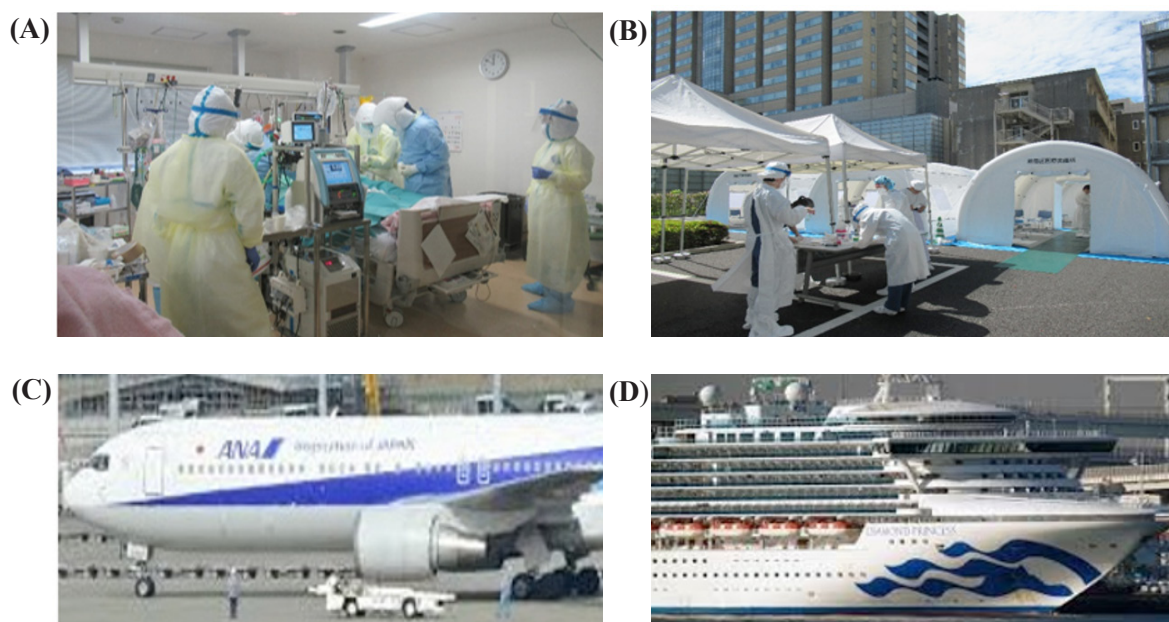 (A)
(B)
(C)
ANA Inspiration of JAPAN
(D)
DIAMOND PRINCESS